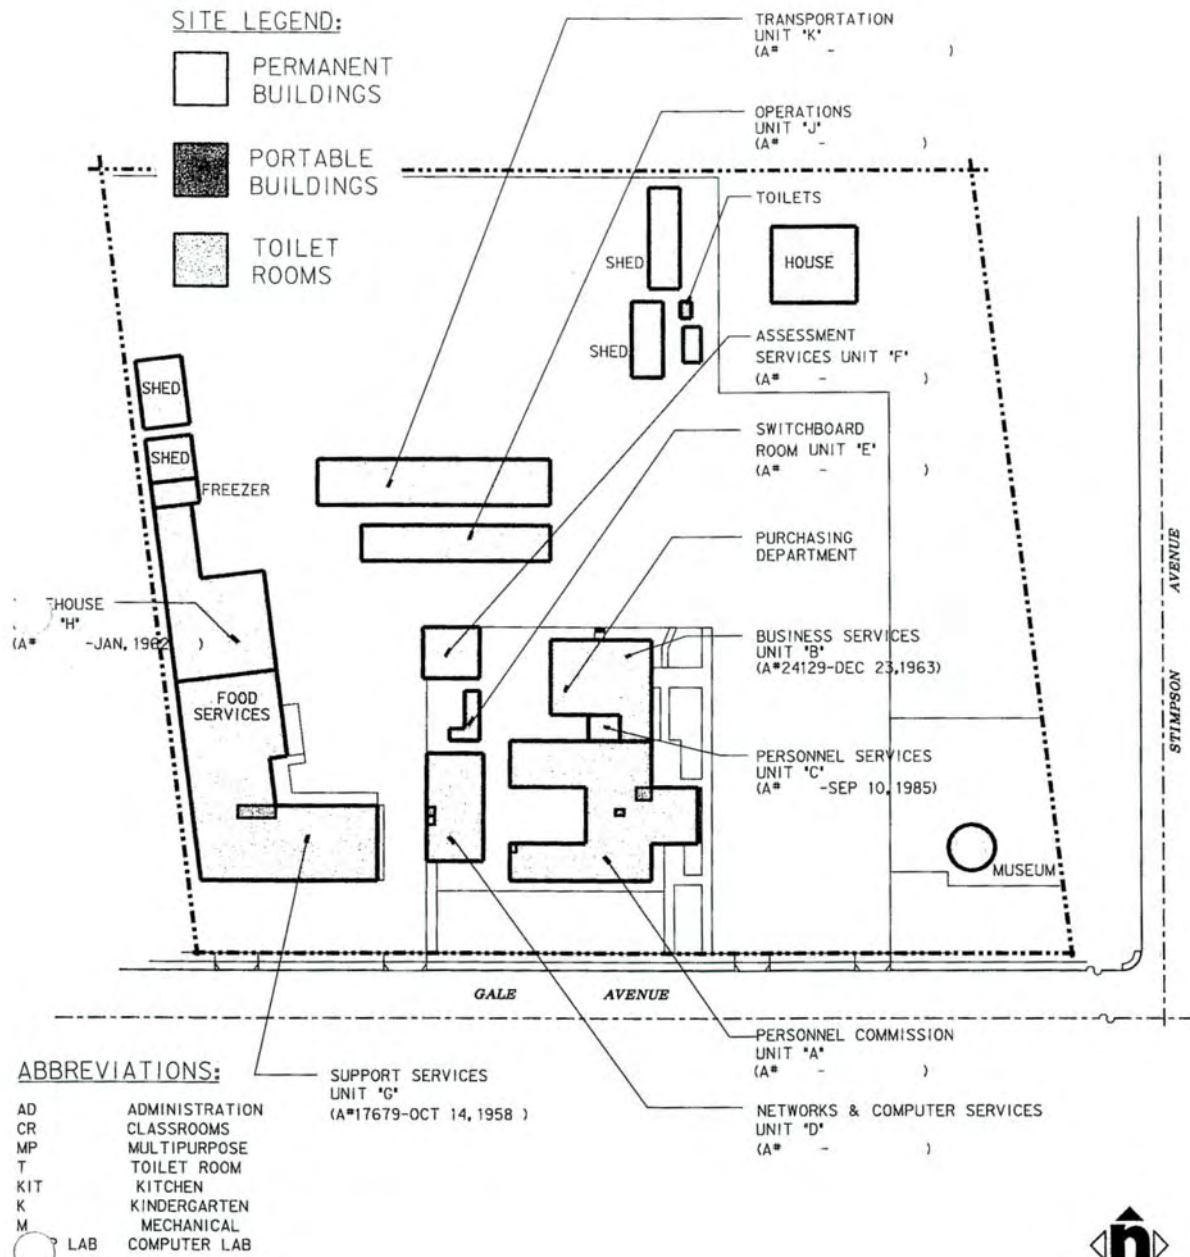 SITE LEGEND:
PERMANENT
BUILDINGS
PORTABLE
BUILDINGS
TOILET
ROOMS
TRANSPORTATION
UNIT "K"
(A# - )
OPERATIONS
UNIT "J"
(A# - )
TOILETS
SHED
HOUSE
SHED
ASSESSMENT
SERVICES UNIT "F"
(A# - )
SHED
SWITCHBOARD
ROOM UNIT "E"
(A# - )
SHED
FREEZER
PURCHASING
DEPARTMENT
STIMPSON AVENUE
EHOUSE
"H"
(A# -JAN, 1982 )
BUSINESS SERVICES
UNIT "B"
(A#24129-DEC 23,1963)
FOOD
SERVICES
PERSONNEL SERVICES
UNIT "C"
(A# -SEP 10,1985)
MUSEUM
GALE AVENUE
PERSONNEL COMMISSION
UNIT "A"
(A# - )
SUPPORT SERVICES
UNIT "G"
(A#17679-OCT 14,1958 )
NETWORKS & COMPUTER SERVICES
UNIT "D"
(A# - )
ABBREVIATIONS:
AD ADMINISTRATION
CR CLASSROOMS
MP MULTIPURPOSE
T TOILET ROOM
KIT KITCHEN
K KINDERGARTEN
M MECHANICAL
P LAB COMPUTER LAB
n